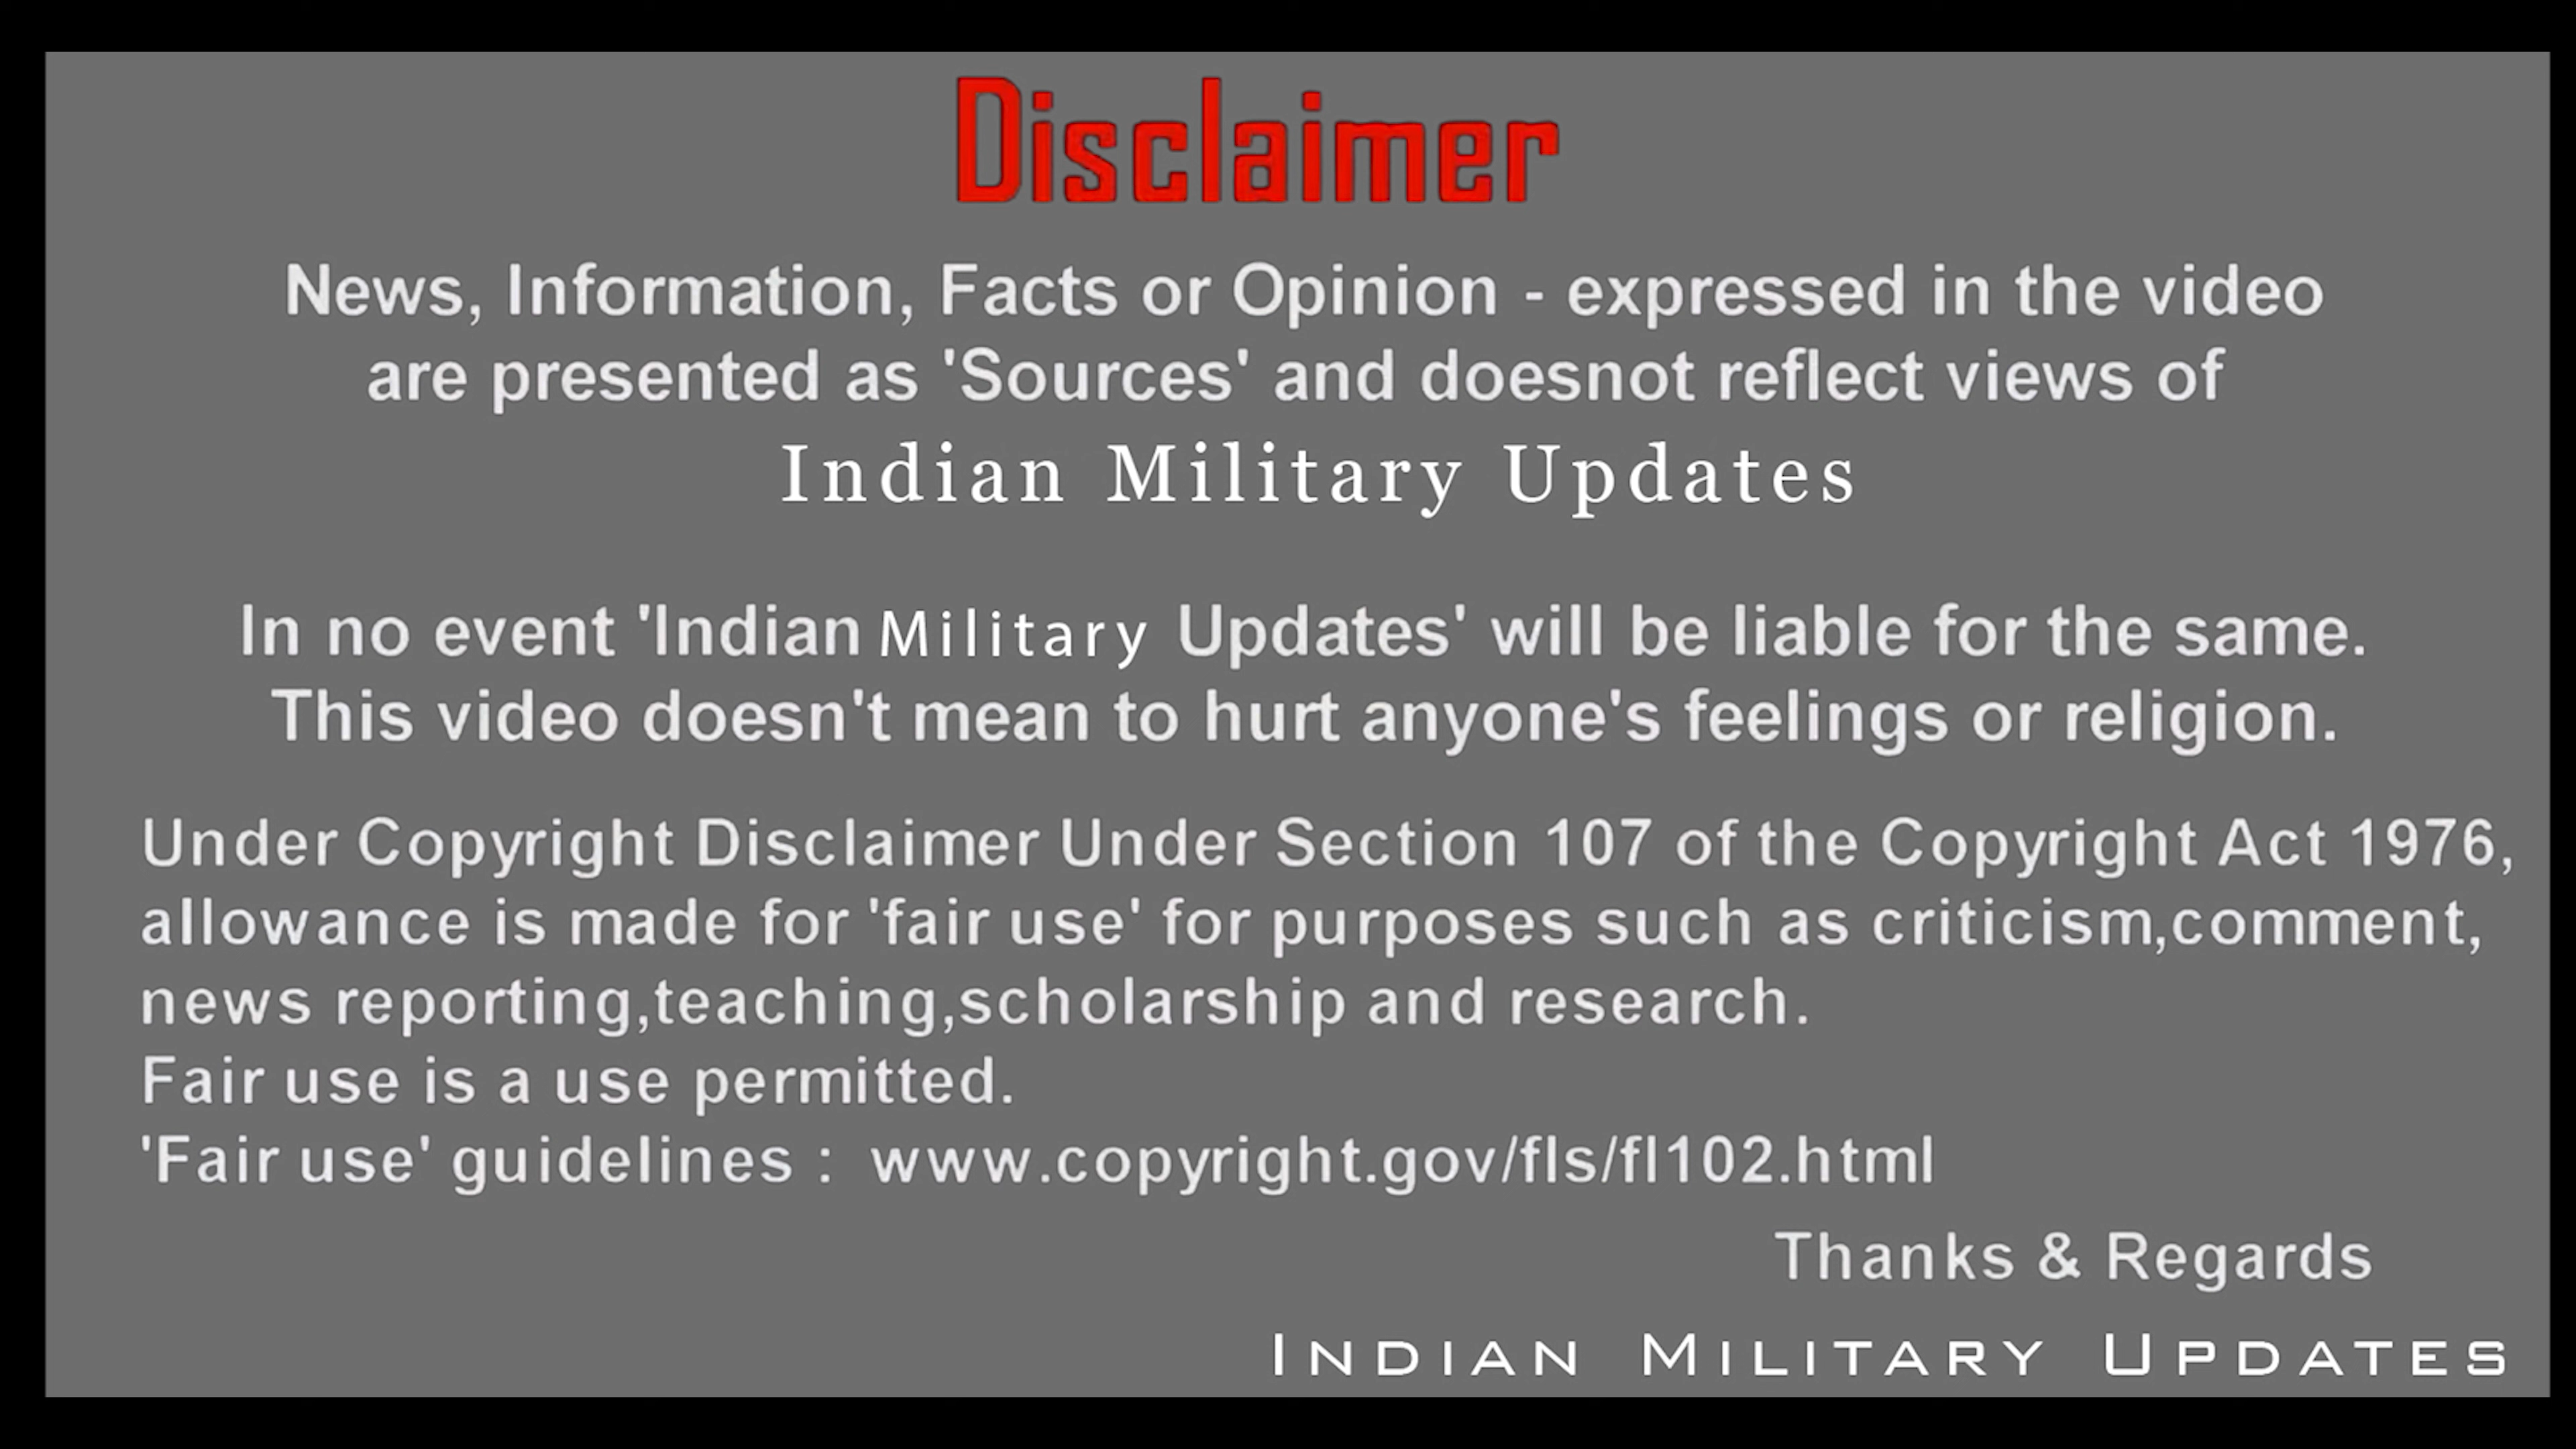 Disclaimer
News, Information, Facts or Opinion - expressed in the video
are presented as 'Sources' and doesnot reflect views of
Indian Military Updates
In no event 'Indian Military Updates' will be liable for the same.
This video doesn't mean to hurt anyone's feelings or religion.
Under Copyright Disclaimer Under Section 107 of the Copyright Act 1976,
allowance is made for 'fair use' for purposes such as criticism,comment,
news reporting,teaching,scholarship and research.
Fair use is a use permitted.
'Fair use' guidelines : www.copyright.gov/fls/fl102.html
Thanks & Regards
INDIAN MILITARY UPDATES